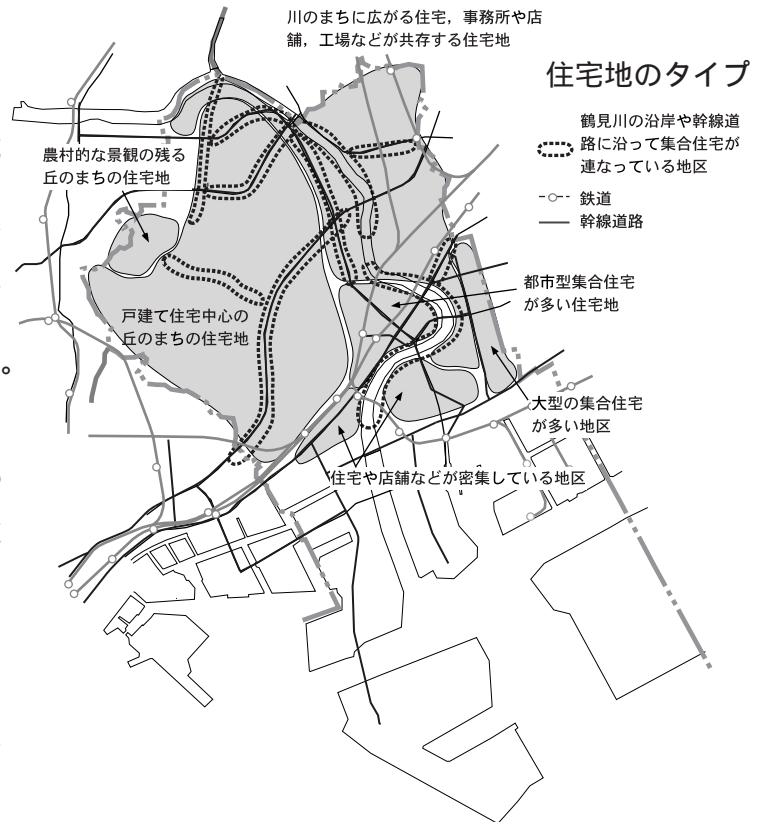 川のまちに広がる住宅，事務所や店
舗，工場などが共存する住宅地
住宅地のタイプ
鶴見川の沿岸や幹線道
路に沿って集合住宅が
連なっている地区
鉄道
幹線道路
農村的な景観の残る
丘のまちの住宅地
都市型集合住宅
が多い住宅地
戸建て住宅中心の
丘のまちの住宅地
。
大型の集合住宅
が多い地区
住宅や店舗などが密集している地区